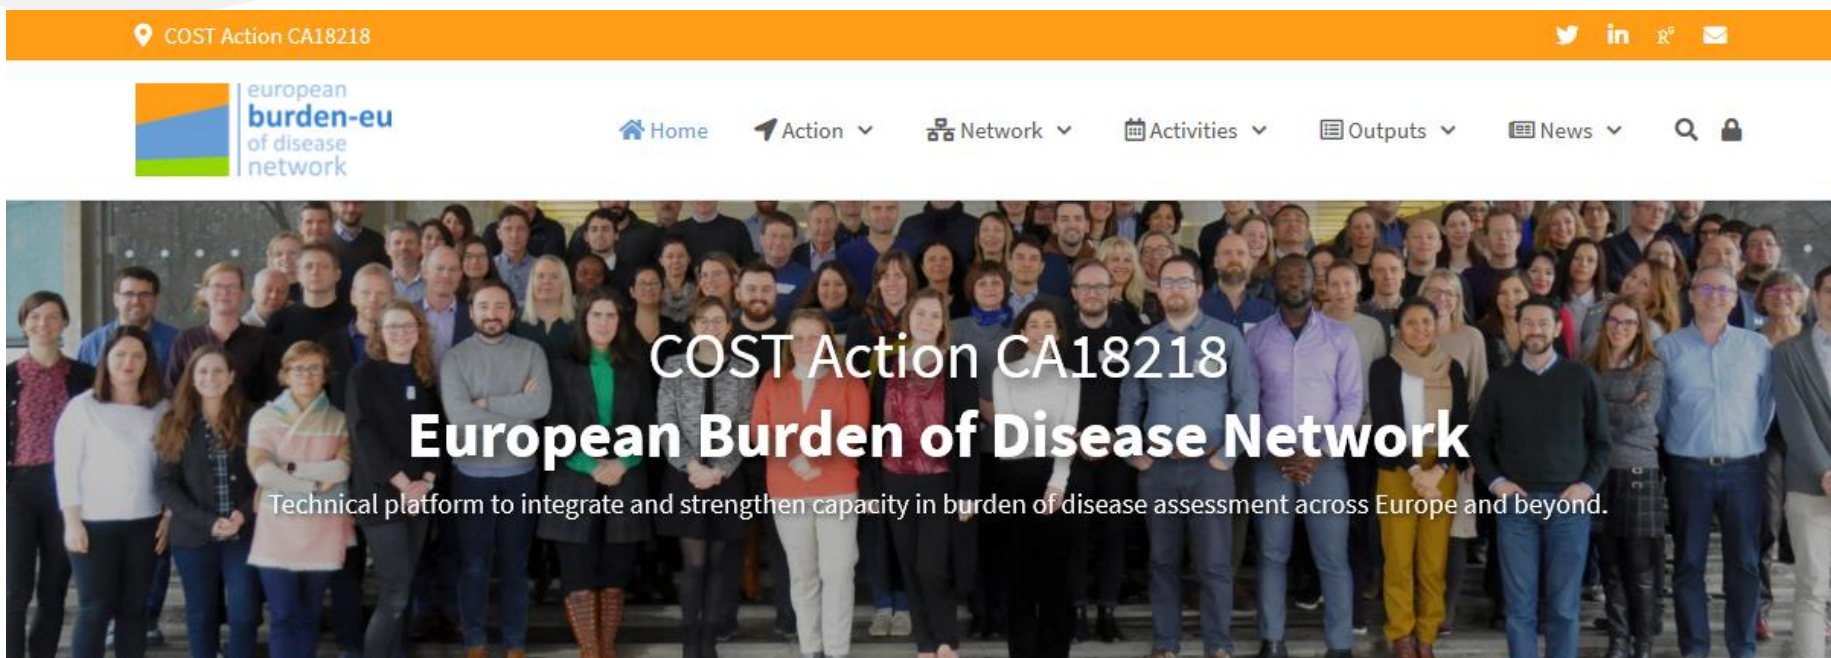 COST Action CA18218
european
burden-eu
of disease
network
Home Action Network Activities Outputs News
COST Action CA18218
European Burden of Disease Network
Technical platform to integrate and strengthen capacity in burden of disease assessment across Europe and beyond.